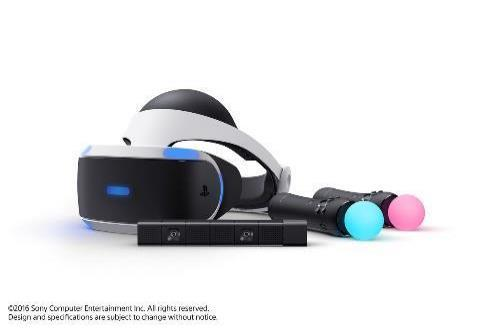 ©2016 Sony Computer Entertainment Inc. All rights reserved.
Design and specifications are subject to change without notice.